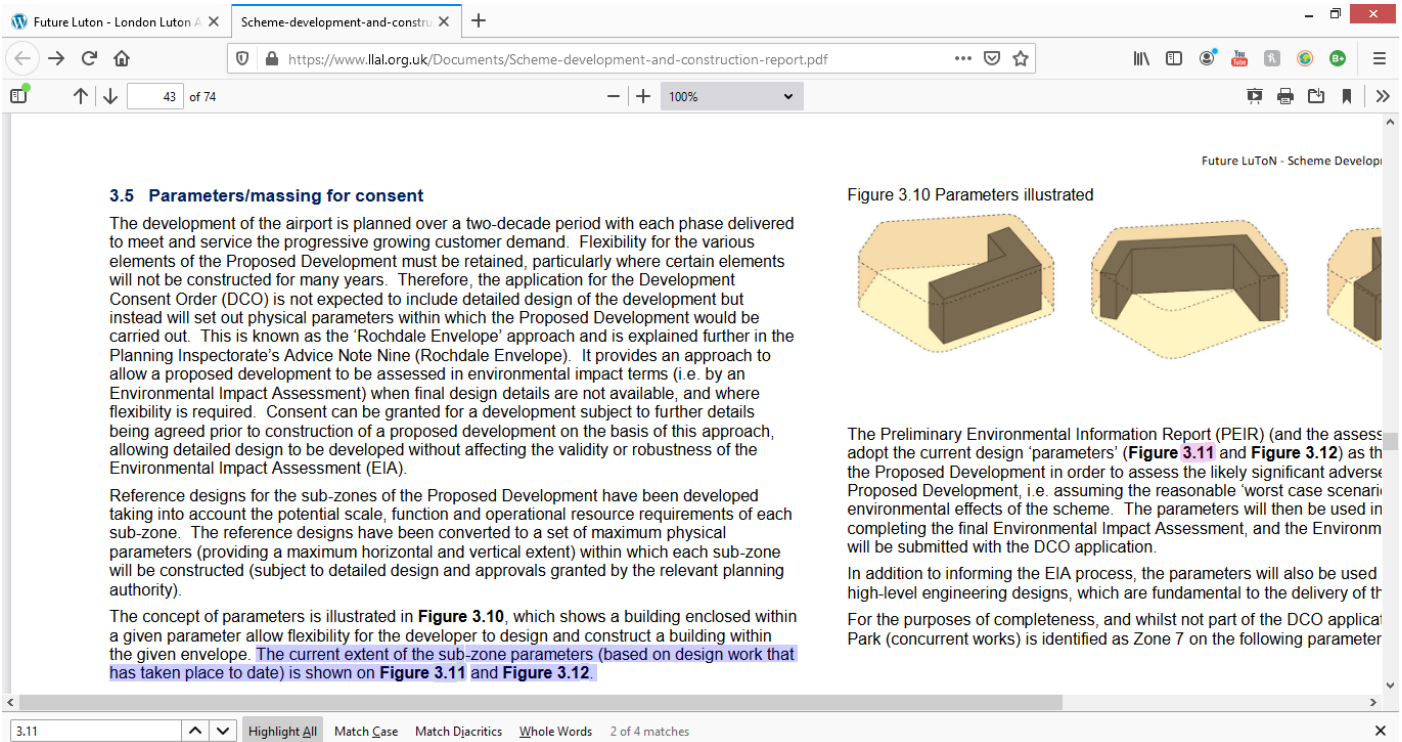 Future Luton - London Luton A
Scheme-development-and-constru
https://www.llal.org.uk/Documents/Scheme-development-and-construction-report.pdf
43 of 74
100%
Future LuToN - Scheme Develop
3.5 Parameters/massing for consent
The development of the airport is planned over a two-decade period with each phase delivered
to meet and service the progressive growing customer demand. Flexibility for the various
elements of the Proposed Development must be retained, particularly where certain elements
will not be constructed for many years. Therefore, the application for the Development
Consent Order (DCO) is not expected to include detailed design of the development but
instead will set out physical parameters within which the Proposed Development would be
carried out. This is known as the ‘Rochdale Envelope’ approach and is explained further in the
Planning Inspectorate’s Advice Note Nine (Rochdale Envelope). It provides an approach to
allow a proposed development to be assessed in environmental impact terms (i.e. by an
Environmental Impact Assessment) when final design details are not available, and where
flexibility is required. Consent can be granted for a development subject to further details
being agreed prior to construction of a proposed development on the basis of this approach,
allowing detailed design to be developed without affecting the validity or robustness of the
Environmental Impact Assessment (EIA).
Reference designs for the sub-zones of the Proposed Development have been developed
taking into account the potential scale, function and operational resource requirements of each
sub-zone. The reference designs have been converted to a set of maximum physical
parameters (providing a maximum horizontal and vertical extent) within which each sub-zone
will be constructed (subject to detailed design and approvals granted by the relevant planning
authority).
The concept of parameters is illustrated in Figure 3.10, which shows a building enclosed within
a given parameter allow flexibility for the developer to design and construct a building within
the given envelope. The current extent of the sub-zone parameters (based on design work that
has taken place to date) is shown on Figure 3.11 and Figure 3.12.
Figure 3.10 Parameters illustrated
The Preliminary Environmental Information Report (PEIR) (and the assess
adopt the current design ‘parameters’ (Figure 3.11 and Figure 3.12) as th
the Proposed Development in order to assess the likely significant adverse
Proposed Development, i.e. assuming the reasonable ‘worst case scenari
environmental effects of the scheme. The parameters will then be used in
completing the final Environmental Impact Assessment, and the Environm
will be submitted with the DCO application.
In addition to informing the EIA process, the parameters will also be used
high-level engineering designs, which are fundamental to the delivery of th
For the purposes of completeness, and whilst not part of the DCO applicat
Park (concurrent works) is identified as Zone 7 on the following parameter
3.11 Highlight All Match Case Match Diacritics Whole Words 2 of 4 matches